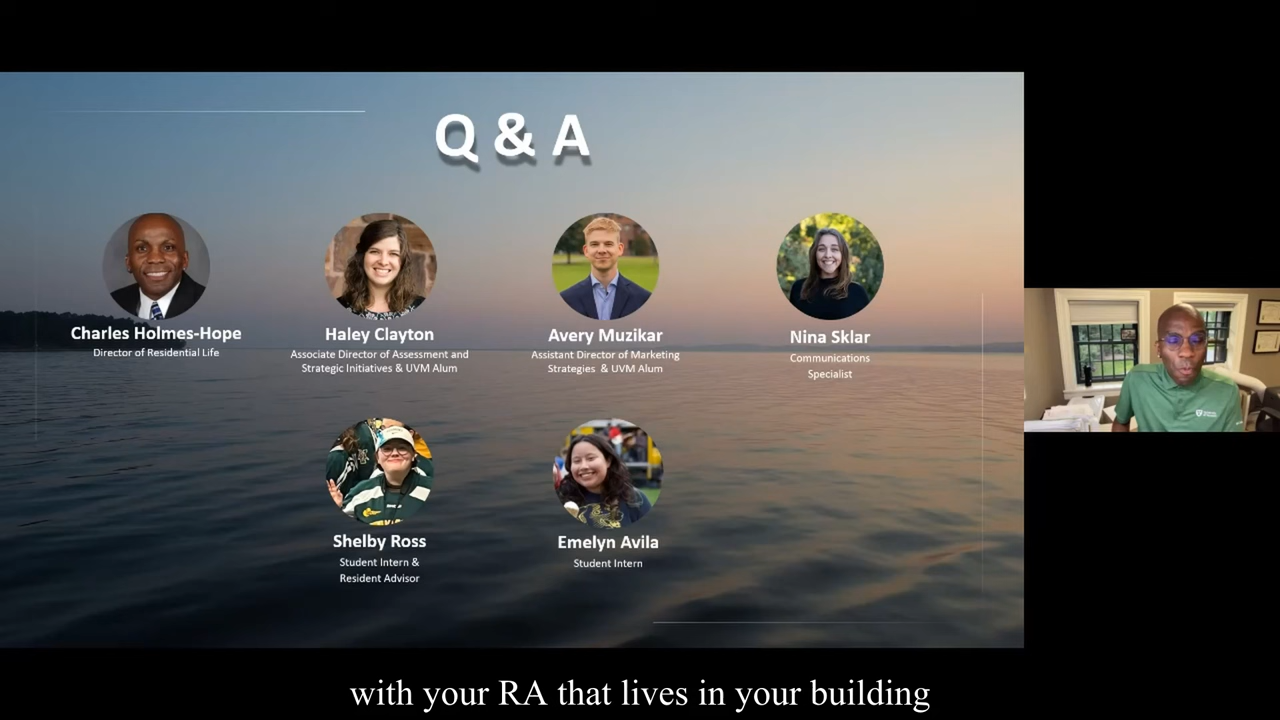 Q & A
Charles Holmes-Hope
Director of Residential Life
Haley Clayton
Associate Director of Assessment and
Strategic Initiatives & UVM Alum
Avery Muzikar
Assistant Director of Marketing
Strategies & UVM Alum
Nina Sklar
Communications
Specialist
Shelby Ross
Student Intern &
Resident Advisor
Emelyn Avila
Student Intern
with your RA that lives in your building